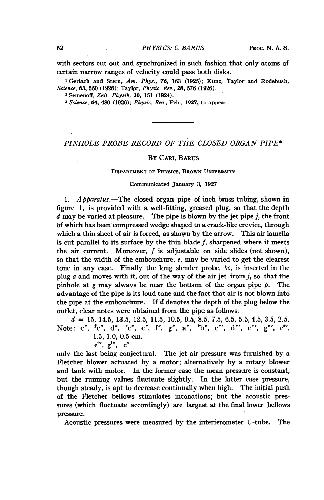 62 PHYSICS: C. BARUS PROC. N. A. S.
with sectors cut out and synchronized in such fashion that only atoms of
certain narrow ranges of velocity could pass both disks.
1 Gerlach and Stern, Ann. Phys., 76, 163 (1925); Kunz, Taylor and Rodebush,
Science, 63, 550 (1926); Taylor, Physic. Rev., 28, 576 (1926).
2 Semenoff, Zeit. Physik, 30, 151 (1924).
3 Science, 64, 480 (1926); Physic. Rev., Feb., 1927, to appear.
PINHOLE PROBE RECORD OF THE CLOSED ORGAN PIPE*
BY CARL BARUS
DEPARTMENT OF PHYSICS, BROWN UNIVERSITY
Communicated January 3, 1927
1. Apparatus.—The closed organ pipe of inch brass tubing, shown in
figure 1, is provided with a well-fitting, greased plug, so that the depth
d may be varied at pleasure. The pipe is blown by the jet pipe j, the front
of which has been compressed wedge shaped to a crack-like crevice, through
which a thin sheet of air is forced, as shown by the arrow. This air lamella
is cut parallel to its surface by the thin blade f, sharpened where it meets
the air current. Moreover, f is adjustable on side slides (not shown),
so that the width of the embouchure, e, may be varied to get the clearest
tone in any case. Finally the long slender probe, is inserted in the
plug and moves with it, out of the way of the air jet from j, so that the
pinhole at may always be near the bottom of the organ pipe The
advantage of the pipe is its loud tone and the fact that air is not blown into
the pipe at the embouchure. If d denotes the depth of the plug below the
outlet, clear notes were obtained from the pipe as follows.
d = 15, 14.5, 13.5, 12.5, 11.5, 10.5, 9.5, 8.5, 7.5, 6.5, 5.5, 4.5, 3.5, 2.5,
Note:
1.5, 1.0, 0.5 cm.
only the last being conjectural. The jet air pressure was furnished by a
Fletcher blower actuated by a motor; alternatively by a rotary blower
and tank with motor. In the former case the mean pressure is constant,
but the running values fluctuate slightly. In the latter case pressure,
though steady, is apt to decrease continually when high. The initial push
of the Fletcher bellows stimulates intonations; but the acoustic pres-
sures (which fluctuate accordingly) are largest at the final lower bellows
pressure.
Acoustic pressures were measured by the interferometer U-tube. The